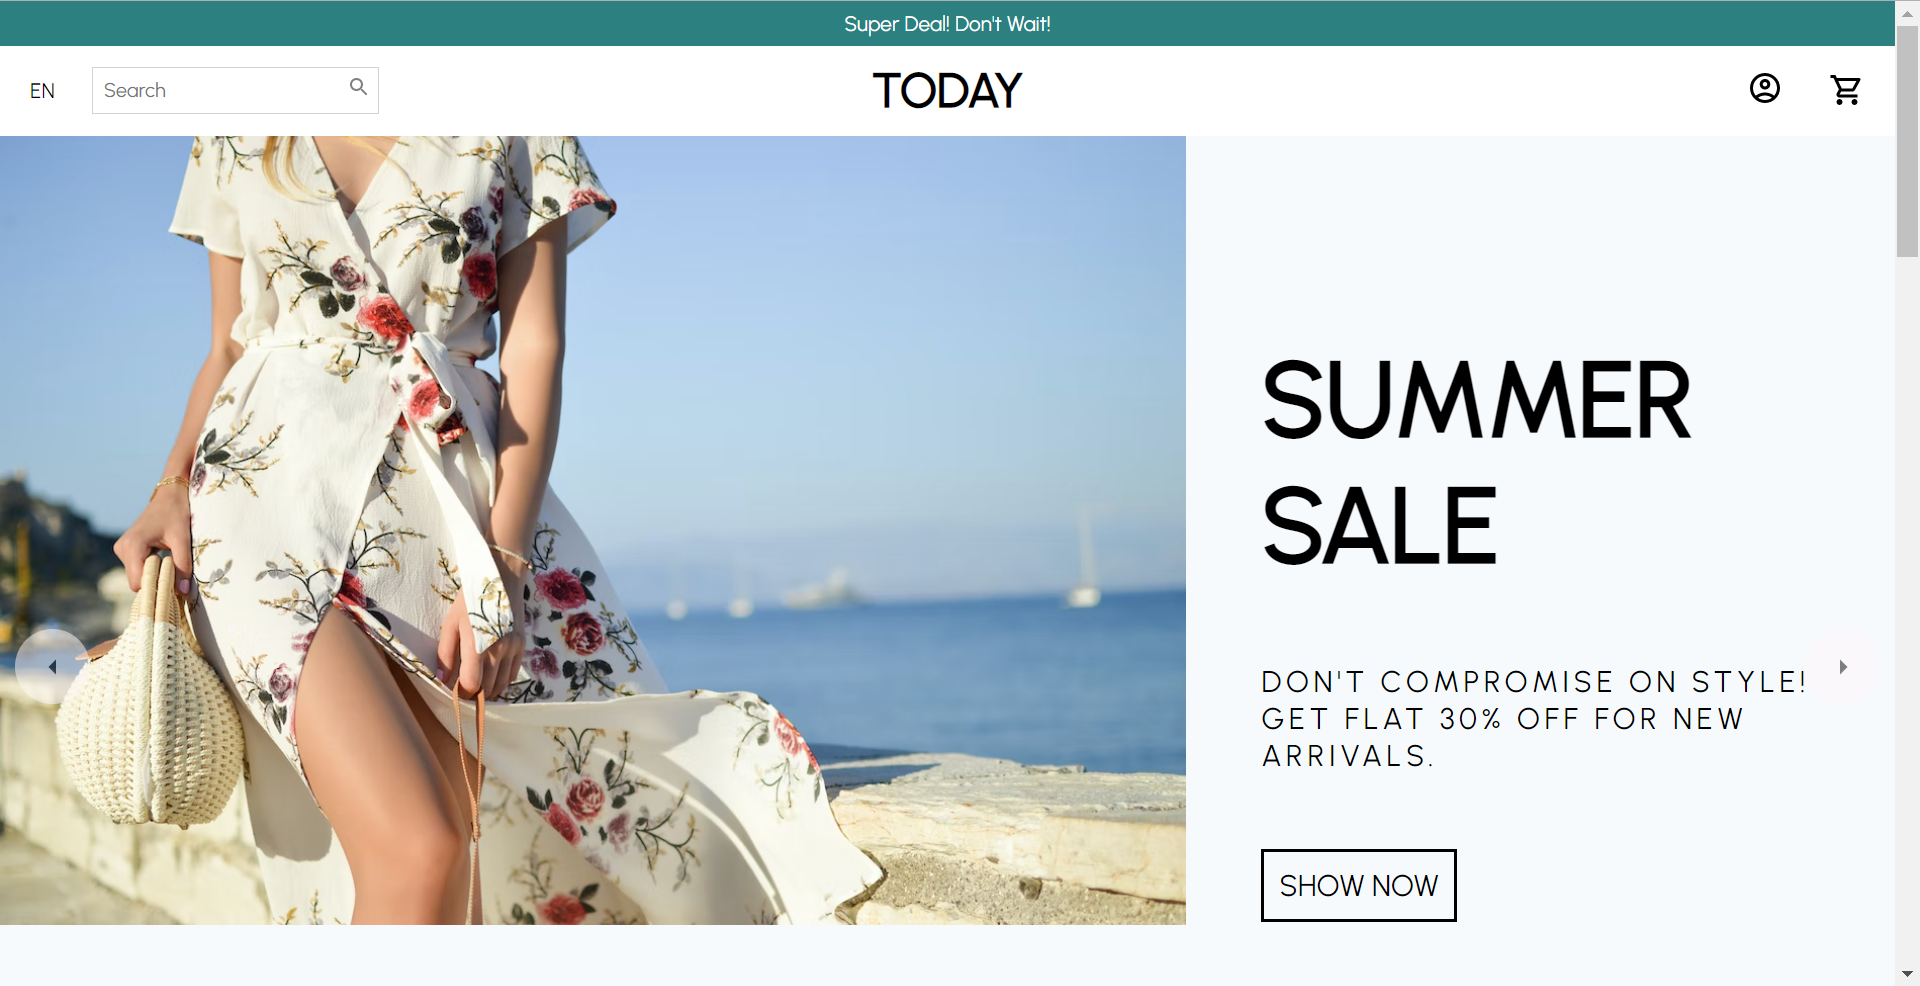 Super Deal! Don't Wait!
EN
Search
TODAY
SUMMER
SALE
DON'T COMPROMISE ON STYLE!
GET FLAT 30% OFF FOR NEW
ARRIVALS.
SHOW NOW